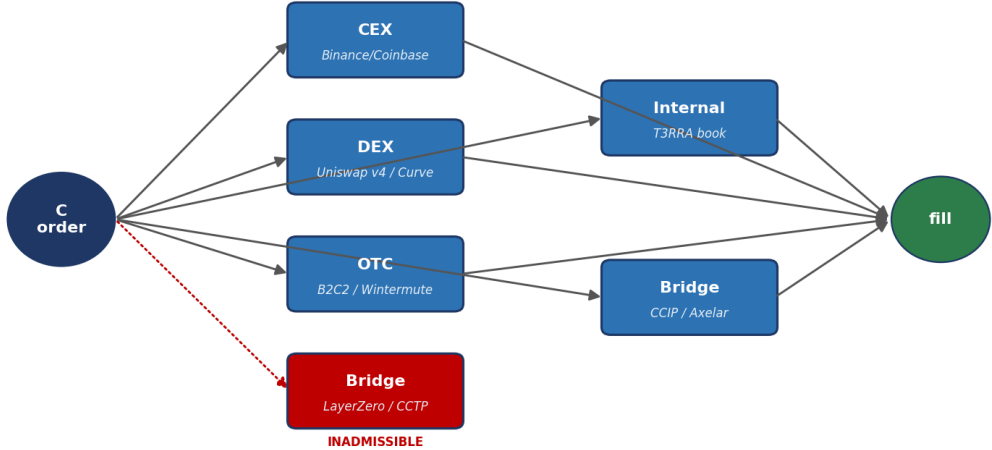 C
order
CEX
Binance/Coinbase
DEX
Uniswap v4 / Curve
OTC
B2C2 / Wintermute
Bridge
LayerZero / CCTP
INADMISSIBLE
Internal
T3RRA book
Bridge
CCIP / Axelar
fill